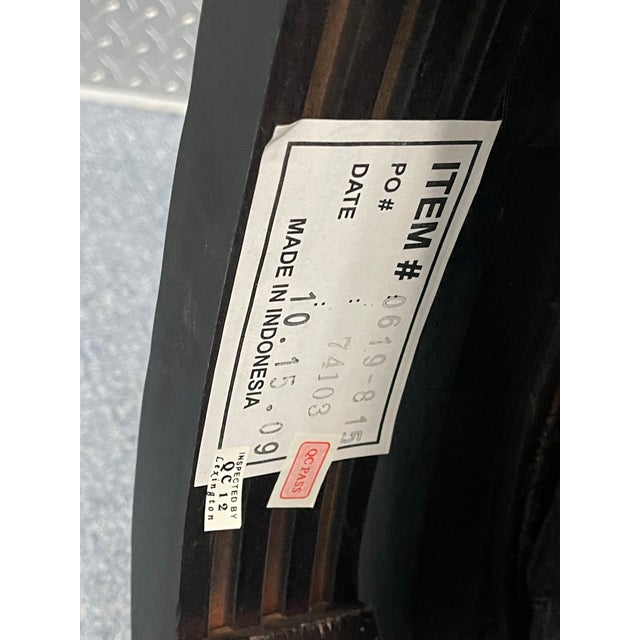 ITEM # : 0619-815
PO # : 74103
DATE : 10.15.09
MADE IN INDONESIA
QC PASS
INSPECTED BY
QC 12
Lexington